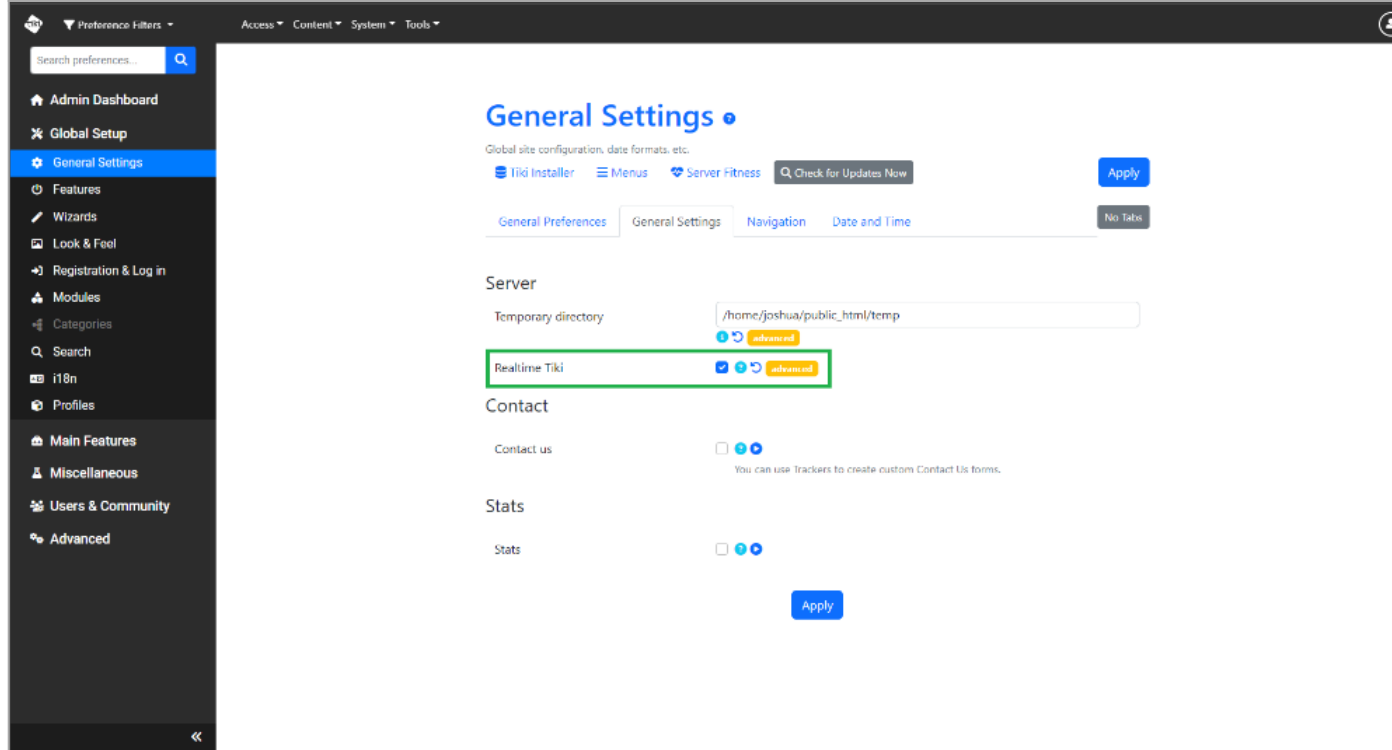 tiki Preference Filters Access Content System Tools
Search preferences...
Admin Dashboard
Global Setup
General Settings
Features
Wizards
Look & Feel
Registration & Log in
Modules
Categories
Search
i18n
Profiles
Main Features
Miscellaneous
Users & Community
Advanced
General Settings
Global site configuration, date formats, etc.
Tiki Installer Menus Server Fitness Check for Updates Now Apply
General Preferences General Settings Navigation Date and Time No Tabs
Server
Temporary directory /home/joshua/public_html/temp
advanced
Realtime Tiki advanced
Contact
Contact us
You can use Trackers to create custom Contact Us forms.
Stats
Stats
Apply